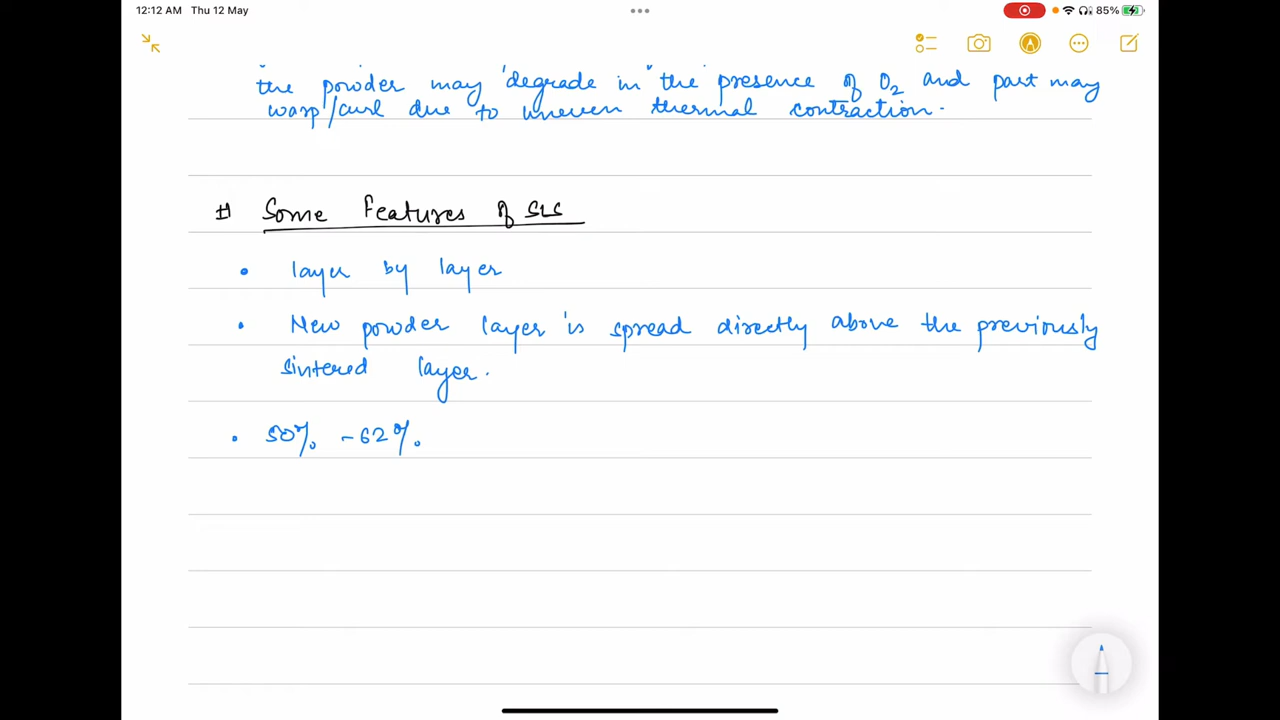 12:12 AM Thu 12 May
85%
the powder may degrade in the presence of O2 and part may
warp/curl due to uneven thermal contraction.
# Some Features of SLS
• layer by layer
• New powder layer is spread directly above the previously
sintered layer.
• 50% - 62%